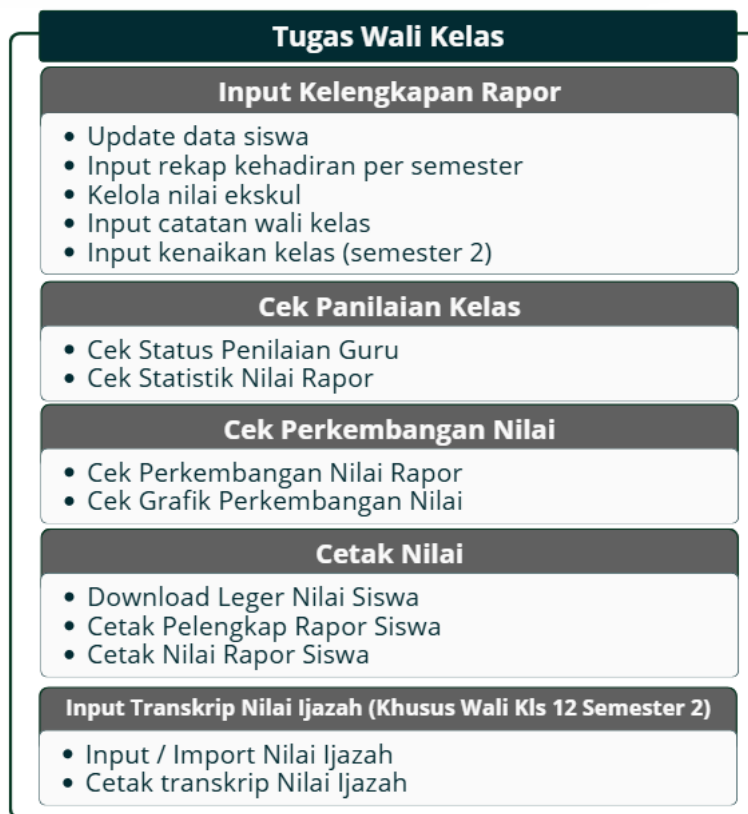 Tugas Wali Kelas
Input Kelengkapan Rapor
• Update data siswa
• Input rekap kehadiran per semester
• Kelola nilai ekskul
• Input catatan wali kelas
• Input kenaikan kelas (semester 2)
Cek Panilaian Kelas
• Cek Status Penilaian Guru
• Cek Statistik Nilai Rapor
Cek Perkembangan Nilai
• Cek Perkembangan Nilai Rapor
• Cek Grafik Perkembangan Nilai
Cetak Nilai
• Download Leger Nilai Siswa
• Cetak Pelengkap Rapor Siswa
• Cetak Nilai Rapor Siswa
Input Transkrip Nilai Ijazah (Khusus Wali Kls 12 Semester 2)
• Input / Import Nilai Ijazah
• Cetak transkrip Nilai Ijazah